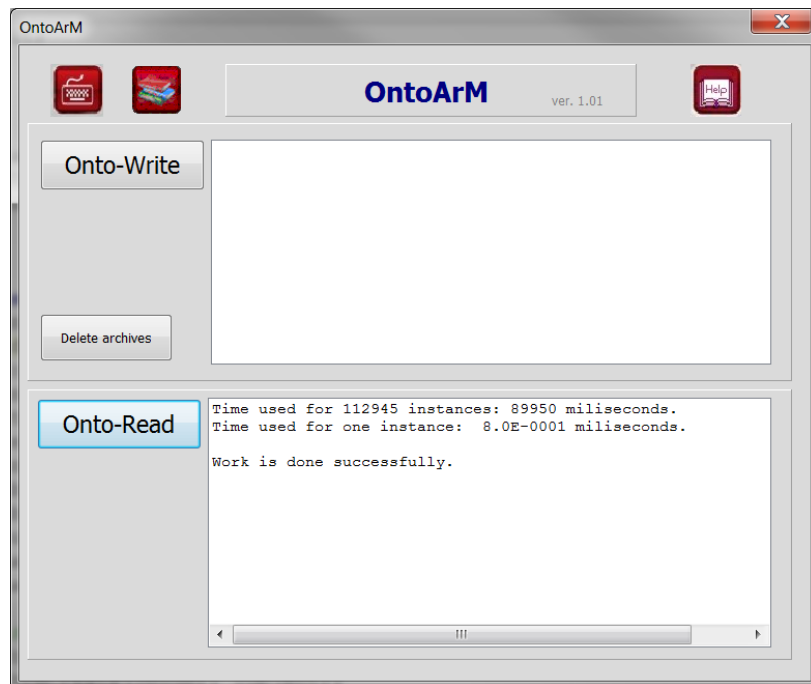 OntoArM
OntoArM ver. 1.01
Help
Onto-Write
Delete archives
Onto-Read
Time used for 112945 instances: 89950 miliseconds.
Time used for one instance:  8.0E-0001 miliseconds.
Work is done successfully.